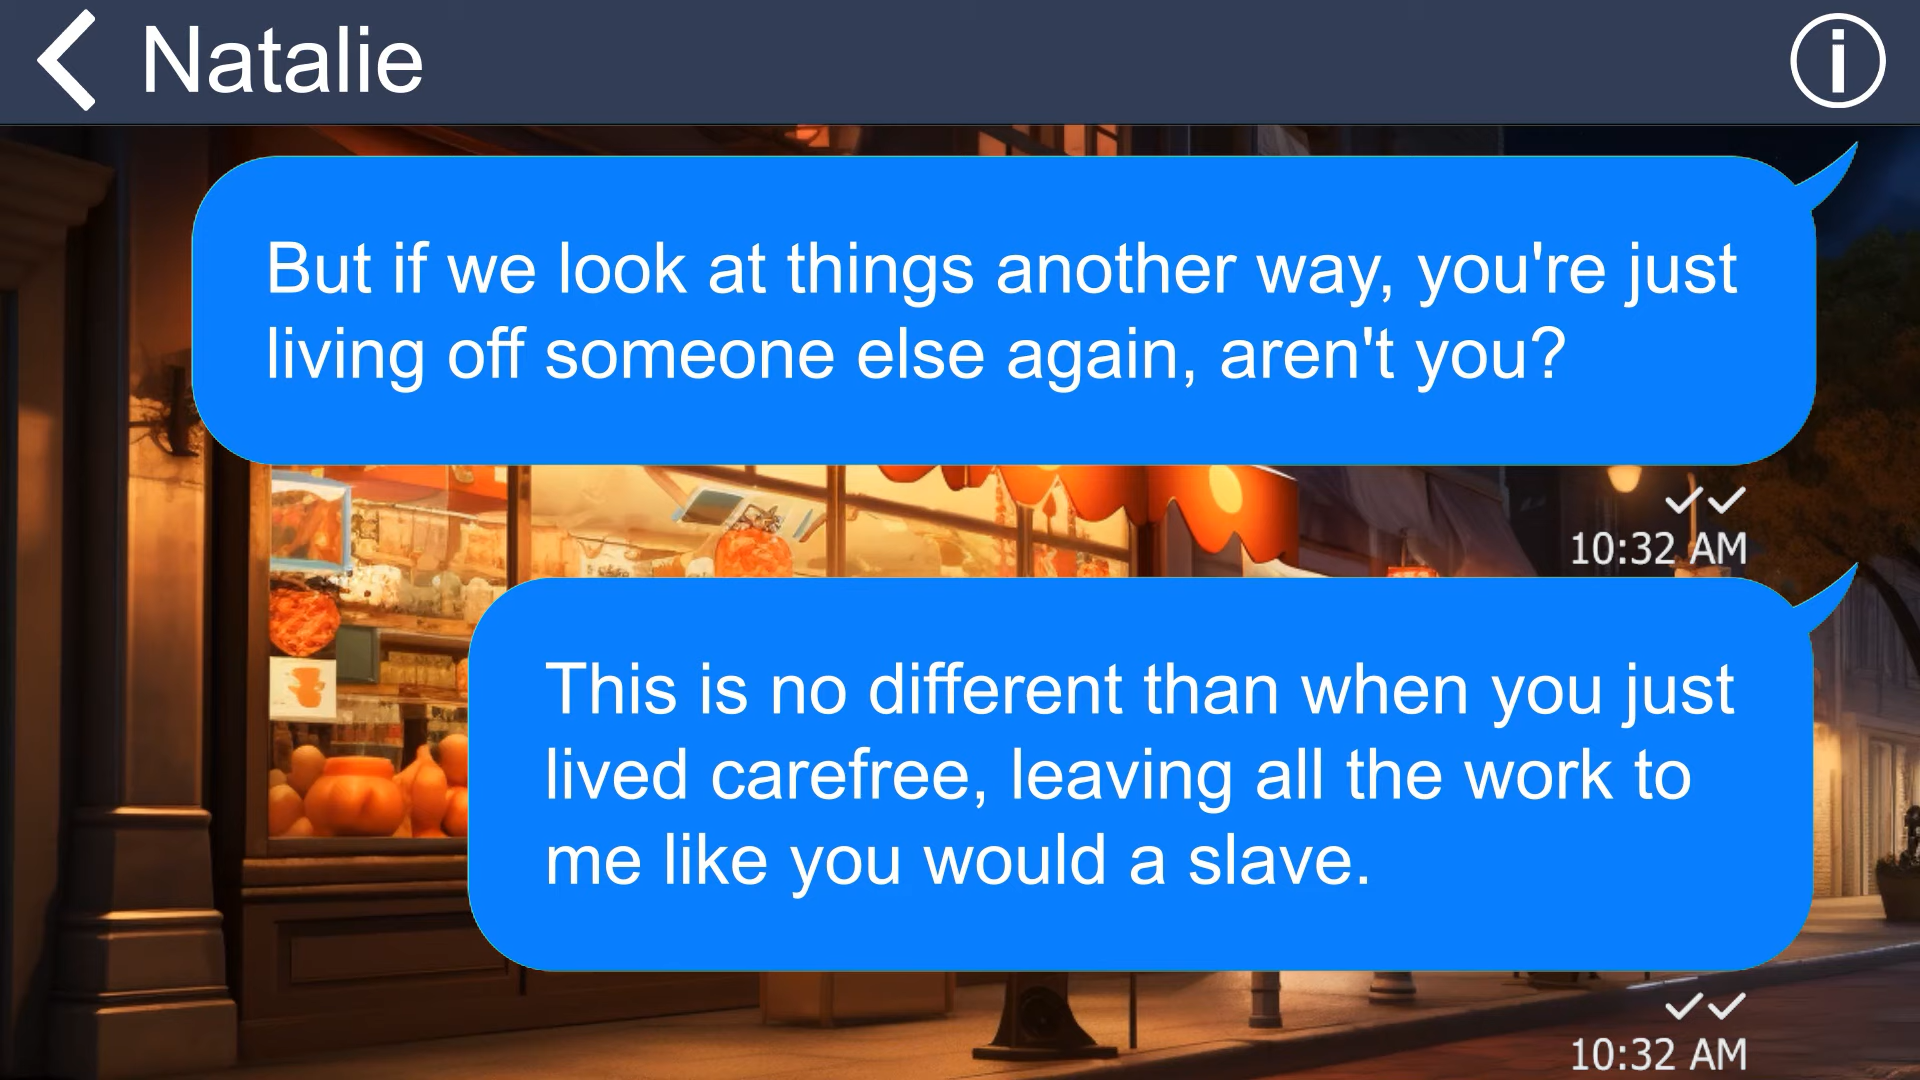 Natalie
But if we look at things another way, you're just
living off someone else again, aren't you?
10:32 AM
This is no different than when you just
lived carefree, leaving all the work to
me like you would a slave.
10:32 AM